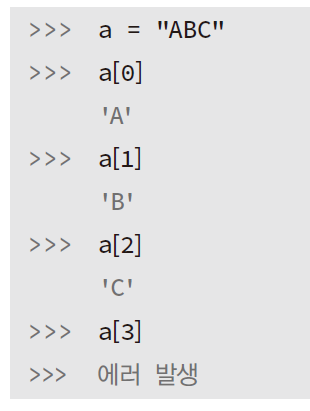 >>> a = "ABC"
>>> a[0]
'A'
>>> a[1]
'B'
>>> a[2]
'C'
>>> a[3]
>>> 에러 발생